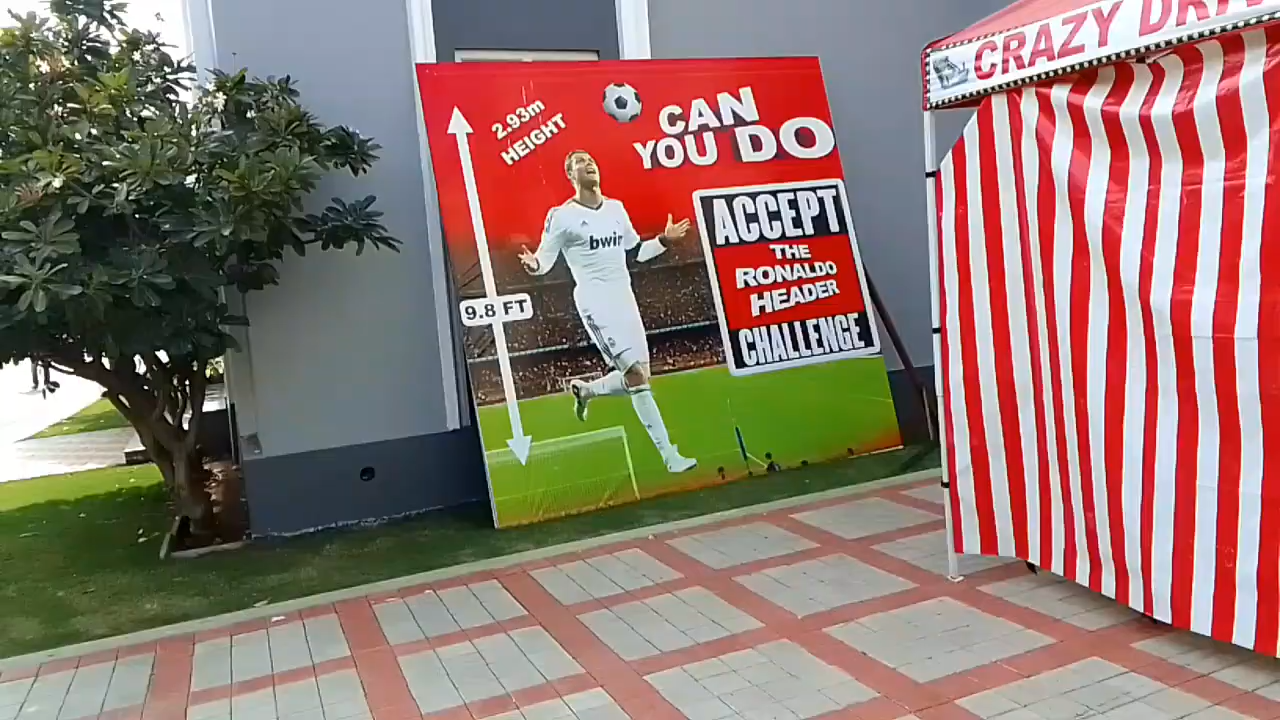 2.93m
HEIGHT
CAN
YOU DO
ACCEPT
THE
RONALDO
HEADER
CHALLENGE
9.8 FT
bwin
CRAZY